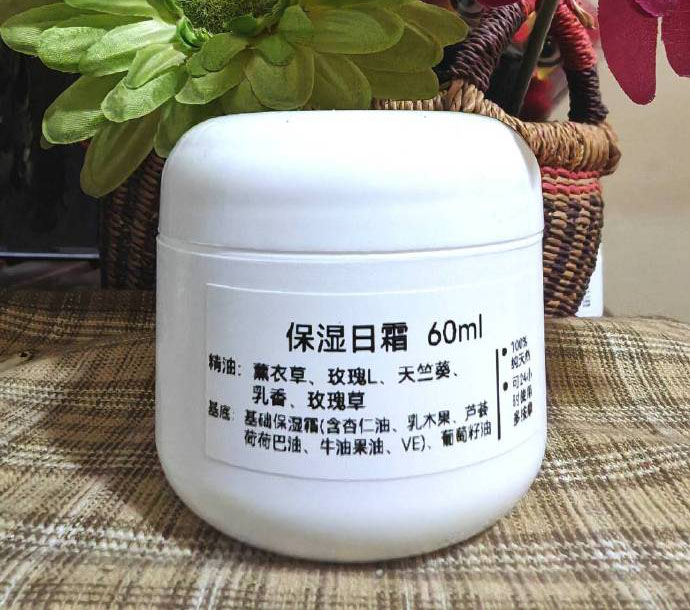 保湿日霜 60ml
精油：薰衣草、玫瑰L、天竺葵、
乳香、玫瑰草
基底：基础保湿霜(含杏仁油、乳木果、芦荟
荷荷巴油、牛油果油、VE)、葡萄籽油
• 100%
纯天然
• 可24小
时使用
多按摩